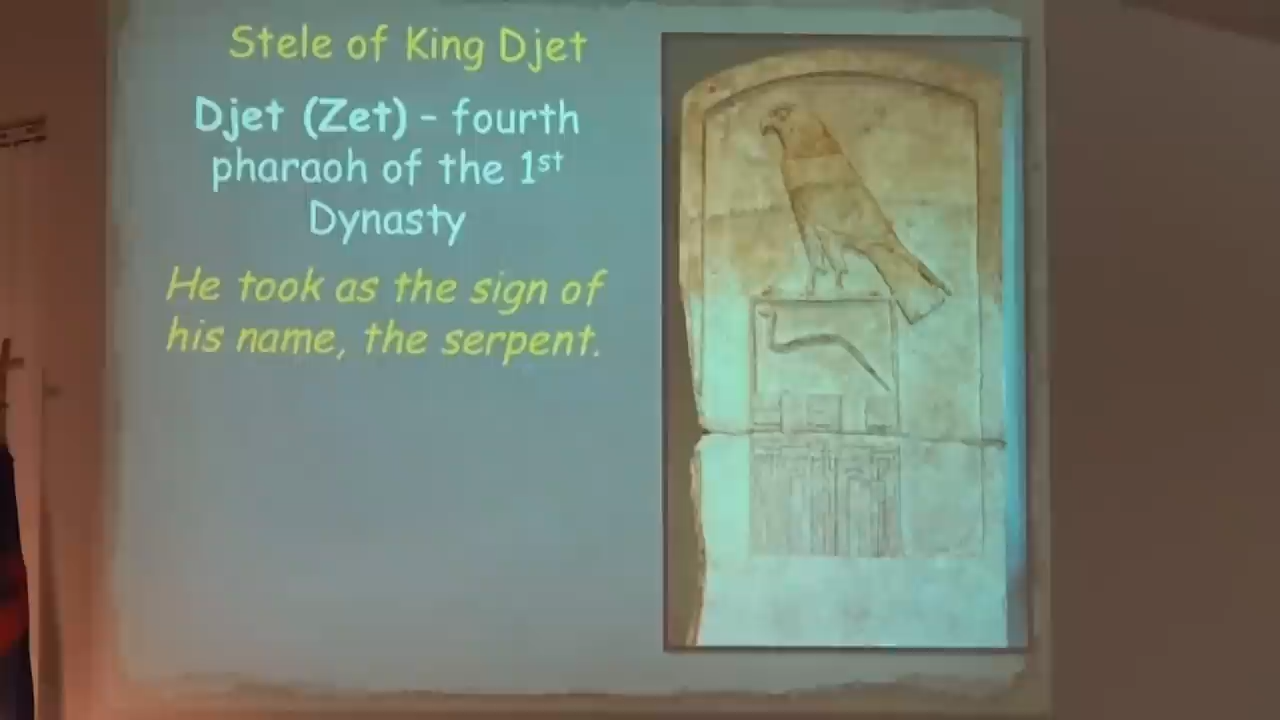 Stele of King Djet
Djet (Zet) – fourth
pharaoh of the 1st
Dynasty
He took as the sign of
his name, the serpent.